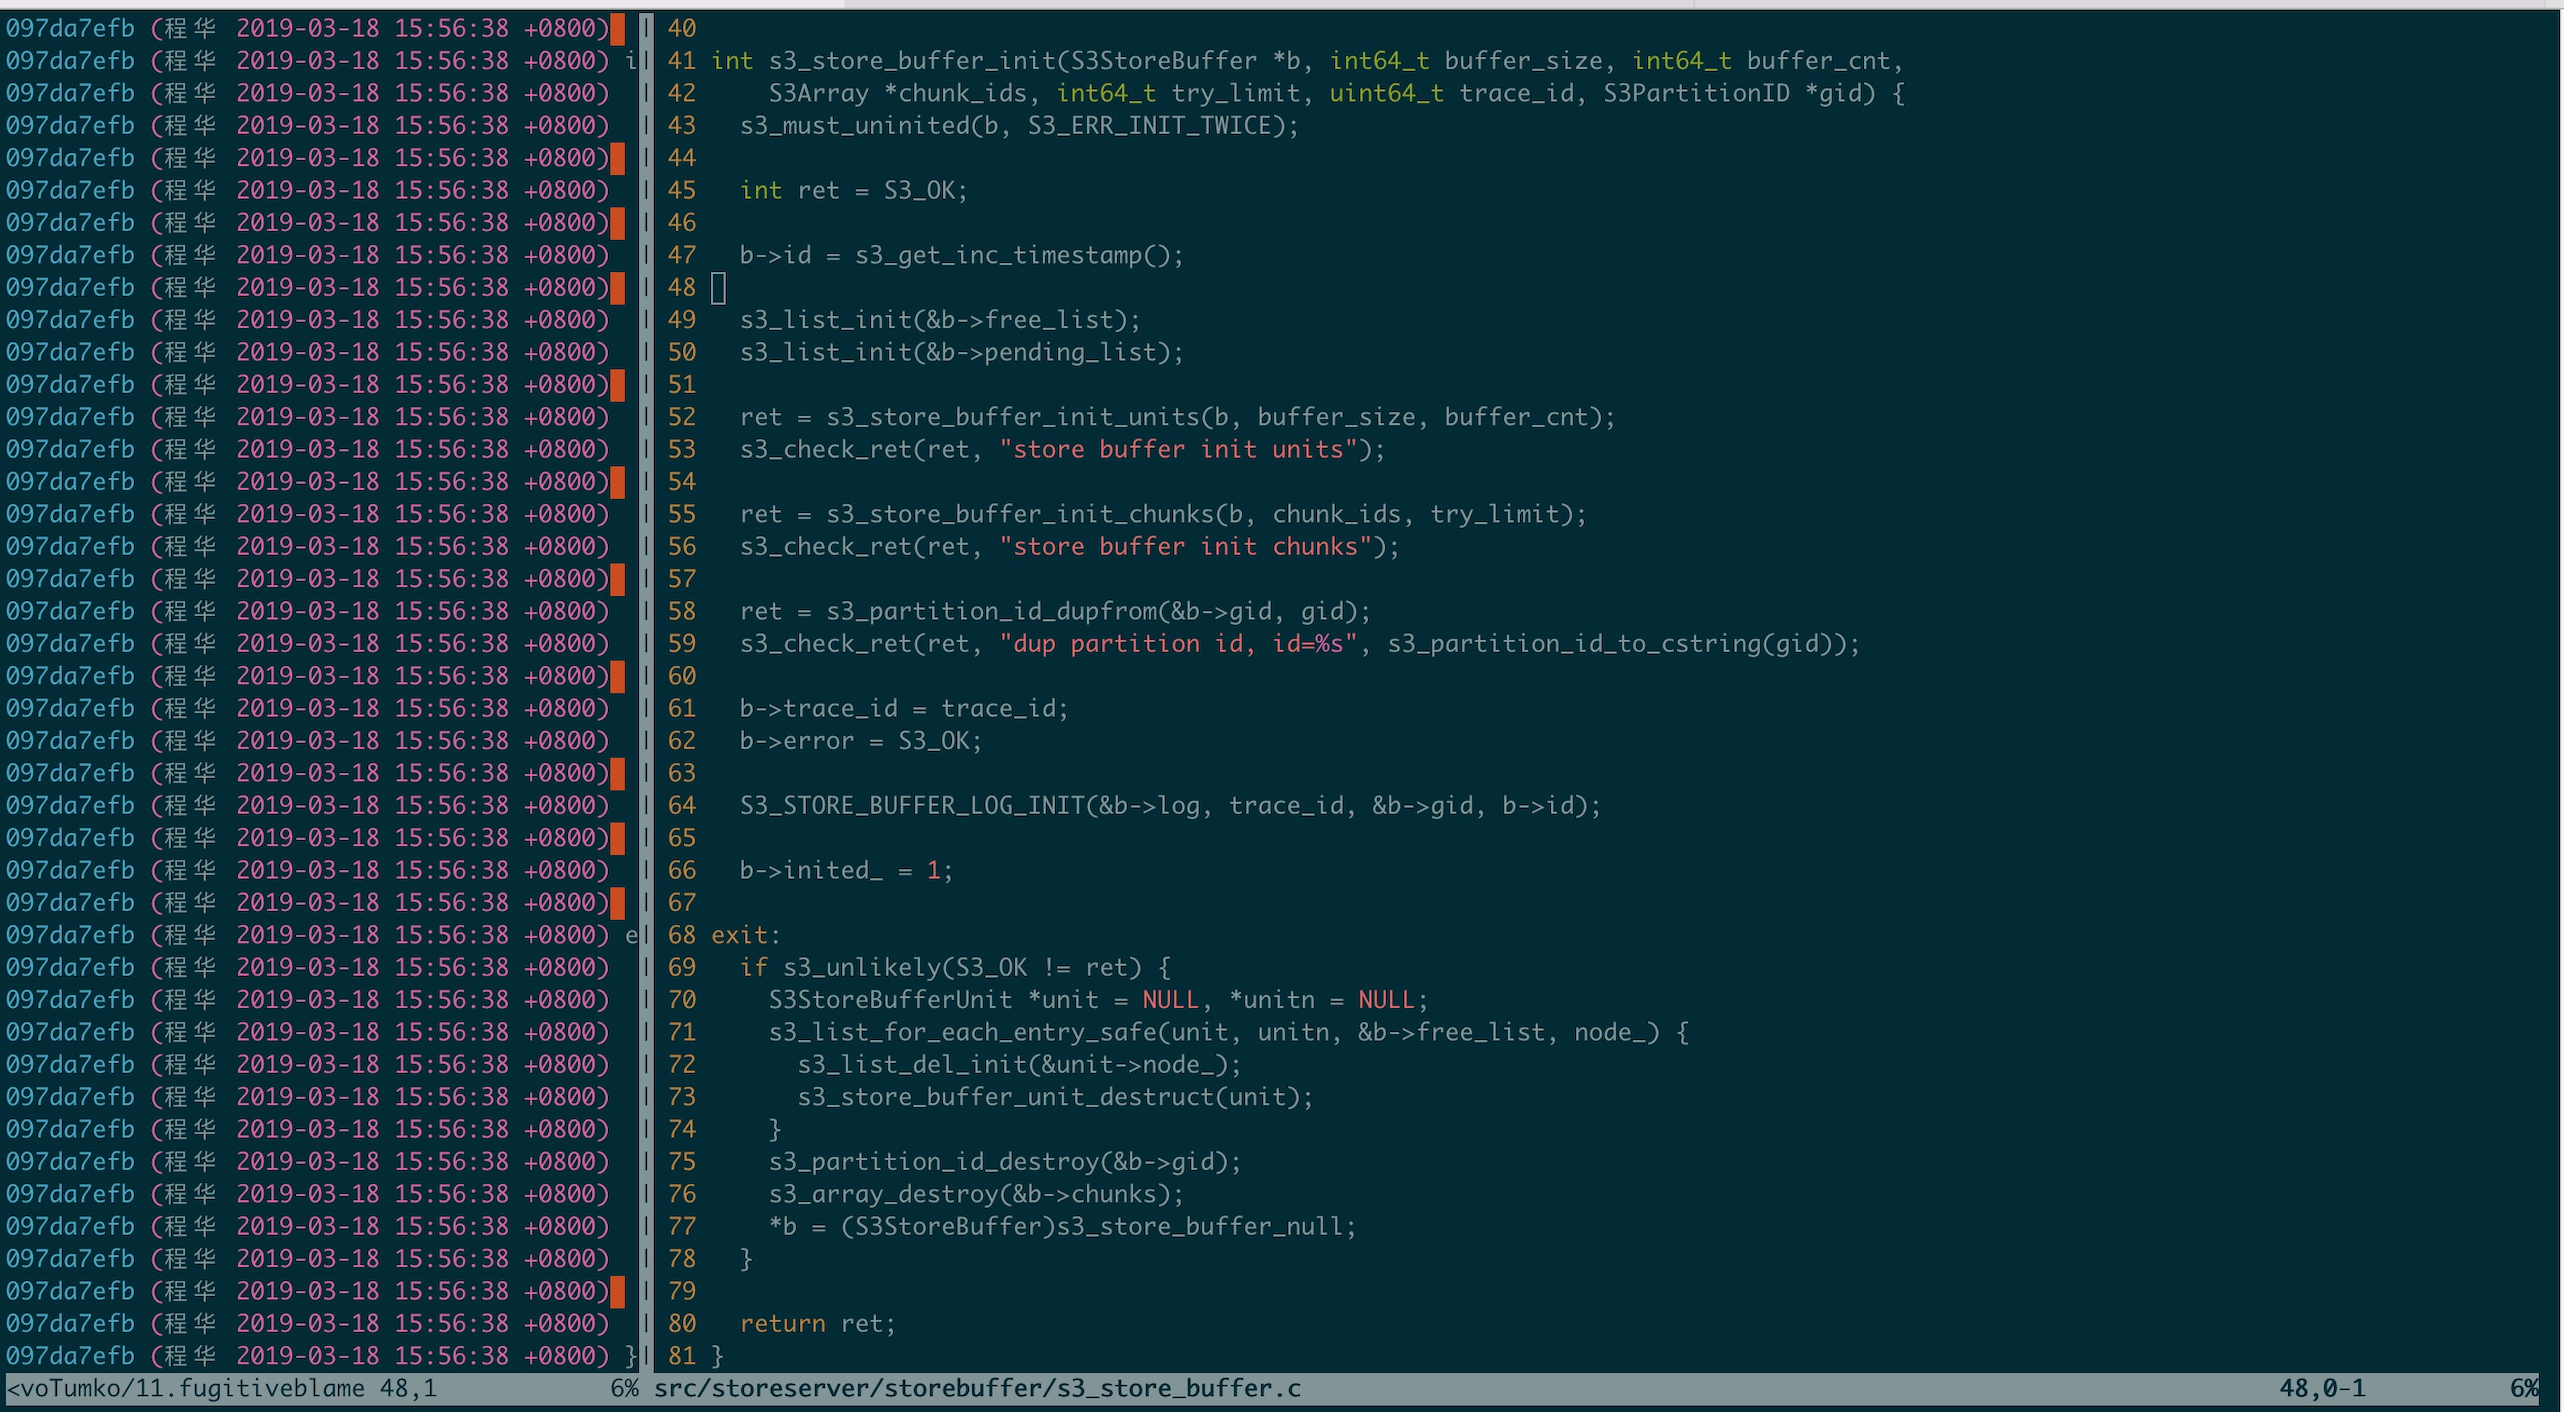 097da7efb (程华 2019-03-18 15:56:38 +0800) | 40
097da7efb (程华 2019-03-18 15:56:38 +0800) i| 41 int s3_store_buffer_init(S3StoreBuffer *b, int64_t buffer_size, int64_t buffer_cnt,
097da7efb (程华 2019-03-18 15:56:38 +0800) | 42     S3Array *chunk_ids, int64_t try_limit, uint64_t trace_id, S3PartitionID *gid) {
097da7efb (程华 2019-03-18 15:56:38 +0800) | 43   s3_must_uninited(b, S3_ERR_INIT_TWICE);
097da7efb (程华 2019-03-18 15:56:38 +0800) | 44
097da7efb (程华 2019-03-18 15:56:38 +0800) | 45   int ret = S3_OK;
097da7efb (程华 2019-03-18 15:56:38 +0800) | 46
097da7efb (程华 2019-03-18 15:56:38 +0800) | 47   b->id = s3_get_inc_timestamp();
097da7efb (程华 2019-03-18 15:56:38 +0800) | 48
097da7efb (程华 2019-03-18 15:56:38 +0800) | 49   s3_list_init(&b->free_list);
097da7efb (程华 2019-03-18 15:56:38 +0800) | 50   s3_list_init(&b->pending_list);
097da7efb (程华 2019-03-18 15:56:38 +0800) | 51
097da7efb (程华 2019-03-18 15:56:38 +0800) | 52   ret = s3_store_buffer_init_units(b, buffer_size, buffer_cnt);
097da7efb (程华 2019-03-18 15:56:38 +0800) | 53   s3_check_ret(ret, "store buffer init units");
097da7efb (程华 2019-03-18 15:56:38 +0800) | 54
097da7efb (程华 2019-03-18 15:56:38 +0800) | 55   ret = s3_store_buffer_init_chunks(b, chunk_ids, try_limit);
097da7efb (程华 2019-03-18 15:56:38 +0800) | 56   s3_check_ret(ret, "store buffer init chunks");
097da7efb (程华 2019-03-18 15:56:38 +0800) | 57
097da7efb (程华 2019-03-18 15:56:38 +0800) | 58   ret = s3_partition_id_dupfrom(&b->gid, gid);
097da7efb (程华 2019-03-18 15:56:38 +0800) | 59   s3_check_ret(ret, "dup partition id, id=%s", s3_partition_id_to_cstring(gid));
097da7efb (程华 2019-03-18 15:56:38 +0800) | 60
097da7efb (程华 2019-03-18 15:56:38 +0800) | 61   b->trace_id = trace_id;
097da7efb (程华 2019-03-18 15:56:38 +0800) | 62   b->error = S3_OK;
097da7efb (程华 2019-03-18 15:56:38 +0800) | 63
097da7efb (程华 2019-03-18 15:56:38 +0800) | 64   S3_STORE_BUFFER_LOG_INIT(&b->log, trace_id, &b->gid, b->id);
097da7efb (程华 2019-03-18 15:56:38 +0800) | 65
097da7efb (程华 2019-03-18 15:56:38 +0800) | 66   b->inited_ = 1;
097da7efb (程华 2019-03-18 15:56:38 +0800) | 67
097da7efb (程华 2019-03-18 15:56:38 +0800) e| 68 exit:
097da7efb (程华 2019-03-18 15:56:38 +0800) | 69   if s3_unlikely(S3_OK != ret) {
097da7efb (程华 2019-03-18 15:56:38 +0800) | 70     S3StoreBufferUnit *unit = NULL, *unitn = NULL;
097da7efb (程华 2019-03-18 15:56:38 +0800) | 71     s3_list_for_each_entry_safe(unit, unitn, &b->free_list, node_) {
097da7efb (程华 2019-03-18 15:56:38 +0800) | 72       s3_list_del_init(&unit->node_);
097da7efb (程华 2019-03-18 15:56:38 +0800) | 73       s3_store_buffer_unit_destruct(unit);
097da7efb (程华 2019-03-18 15:56:38 +0800) | 74     }
097da7efb (程华 2019-03-18 15:56:38 +0800) | 75     s3_partition_id_destroy(&b->gid);
097da7efb (程华 2019-03-18 15:56:38 +0800) | 76     s3_array_destroy(&b->chunks);
097da7efb (程华 2019-03-18 15:56:38 +0800) | 77     *b = (S3StoreBuffer)s3_store_buffer_null;
097da7efb (程华 2019-03-18 15:56:38 +0800) | 78   }
097da7efb (程华 2019-03-18 15:56:38 +0800) | 79
097da7efb (程华 2019-03-18 15:56:38 +0800) | 80   return ret;
097da7efb (程华 2019-03-18 15:56:38 +0800) }| 81 }
<voTumko/11.fugitiveblame 48,1 6% src/storeserver/storebuffer/s3_store_buffer.c 48,0-1 6%